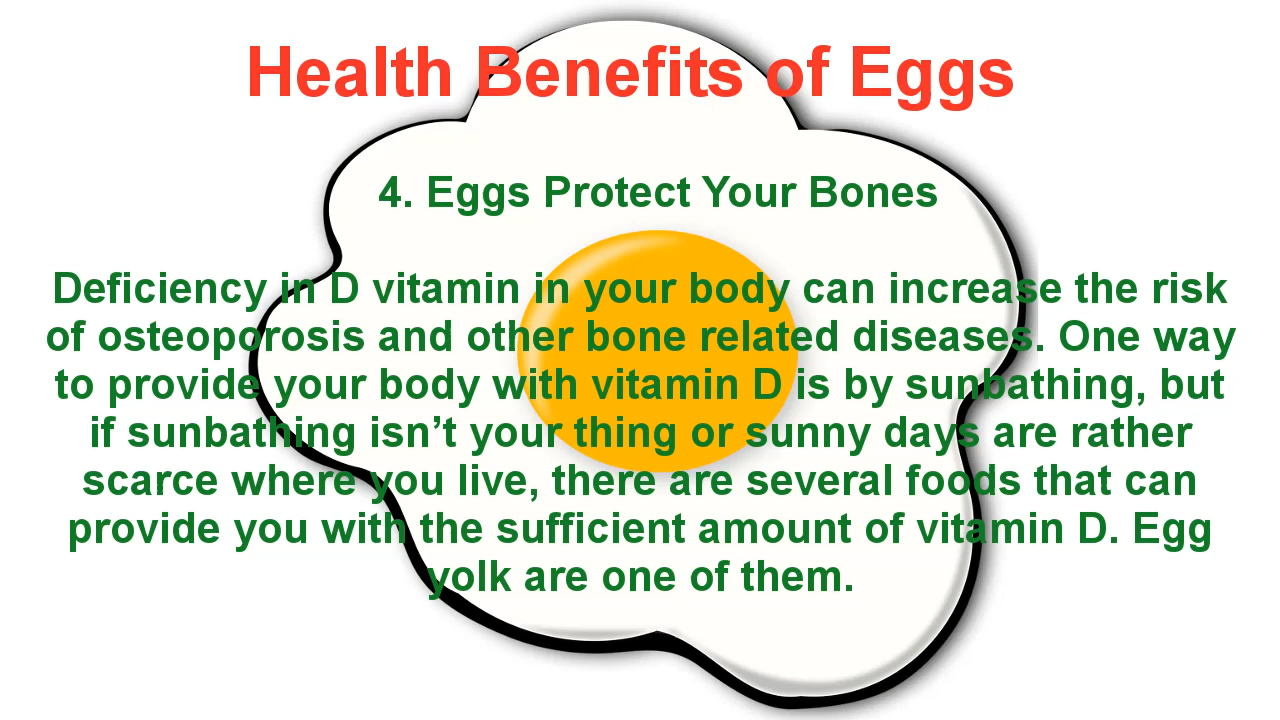 Health Benefits of Eggs
4. Eggs Protect Your Bones
Deficiency in D vitamin in your body can increase the risk
of osteoporosis and other bone related diseases. One way
to provide your body with vitamin D is by sunbathing, but
if sunbathing isn’t your thing or sunny days are rather
scarce where you live, there are several foods that can
provide you with the sufficient amount of vitamin D. Egg
yolk are one of them.